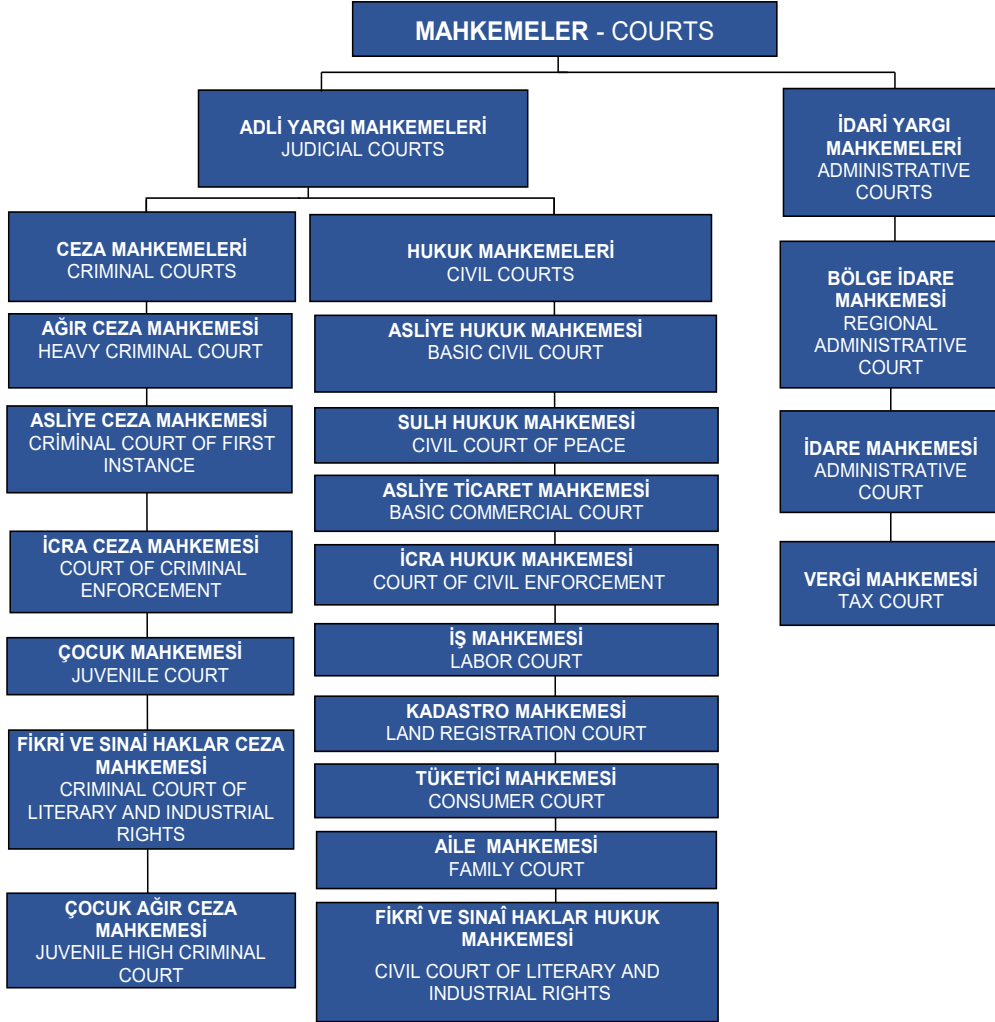 MAHKEMELER - COURTS
ADLİ YARGI MAHKEMELERİ
JUDICIAL COURTS
İDARİ YARGI
MAHKEMELERİ
ADMINISTRATIVE
COURTS
CEZA MAHKEMELERİ
CRIMINAL COURTS
AĞIR CEZA MAHKEMESİ
HEAVY CRIMINAL COURT
ASLİYE CEZA MAHKEMESİ
CRİMİNAL COURT OF FIRST
INSTANCE
İCRA CEZA MAHKEMESİ
COURT OF CRIMINAL
ENFORCEMENT
ÇOCUK MAHKEMESİ
JUVENILE COURT
FİKRİ VE SINAİ HAKLAR CEZA
MAHKEMESİ
CRIMINAL COURT OF
LITERARY AND INDUSTRIAL
RIGHTS
ÇOCUK AĞIR CEZA
MAHKEMESİ
JUVENILE HIGH CRIMINAL
COURT
HUKUK MAHKEMELERİ
CIVIL COURTS
ASLİYE HUKUK MAHKEMESİ
BASIC CIVIL COURT
SULH HUKUK MAHKEMESİ
CIVIL COURT OF PEACE
ASLİYE TİCARET MAHKEMESİ
BASIC COMMERCIAL COURT
İCRA HUKUK MAHKEMESİ
COURT OF CIVIL ENFORCEMENT
İŞ MAHKEMESİ
LABOR COURT
KADASTRO MAHKEMESİ
LAND REGISTRATION COURT
TÜKETİCİ MAHKEMESİ
CONSUMER COURT
AİLE  MAHKEMESİ
FAMILY COURT
FİKRÎ VE SINAÎ HAKLAR HUKUK
MAHKEMESİ
CIVIL COURT OF LITERARY AND
INDUSTRIAL RIGHTS
BÖLGE İDARE
MAHKEMESİ
REGIONAL
ADMINISTRATIVE
COURT
İDARE MAHKEMESİ
ADMINISTRATIVE
COURT
VERGİ MAHKEMESİ
TAX COURT